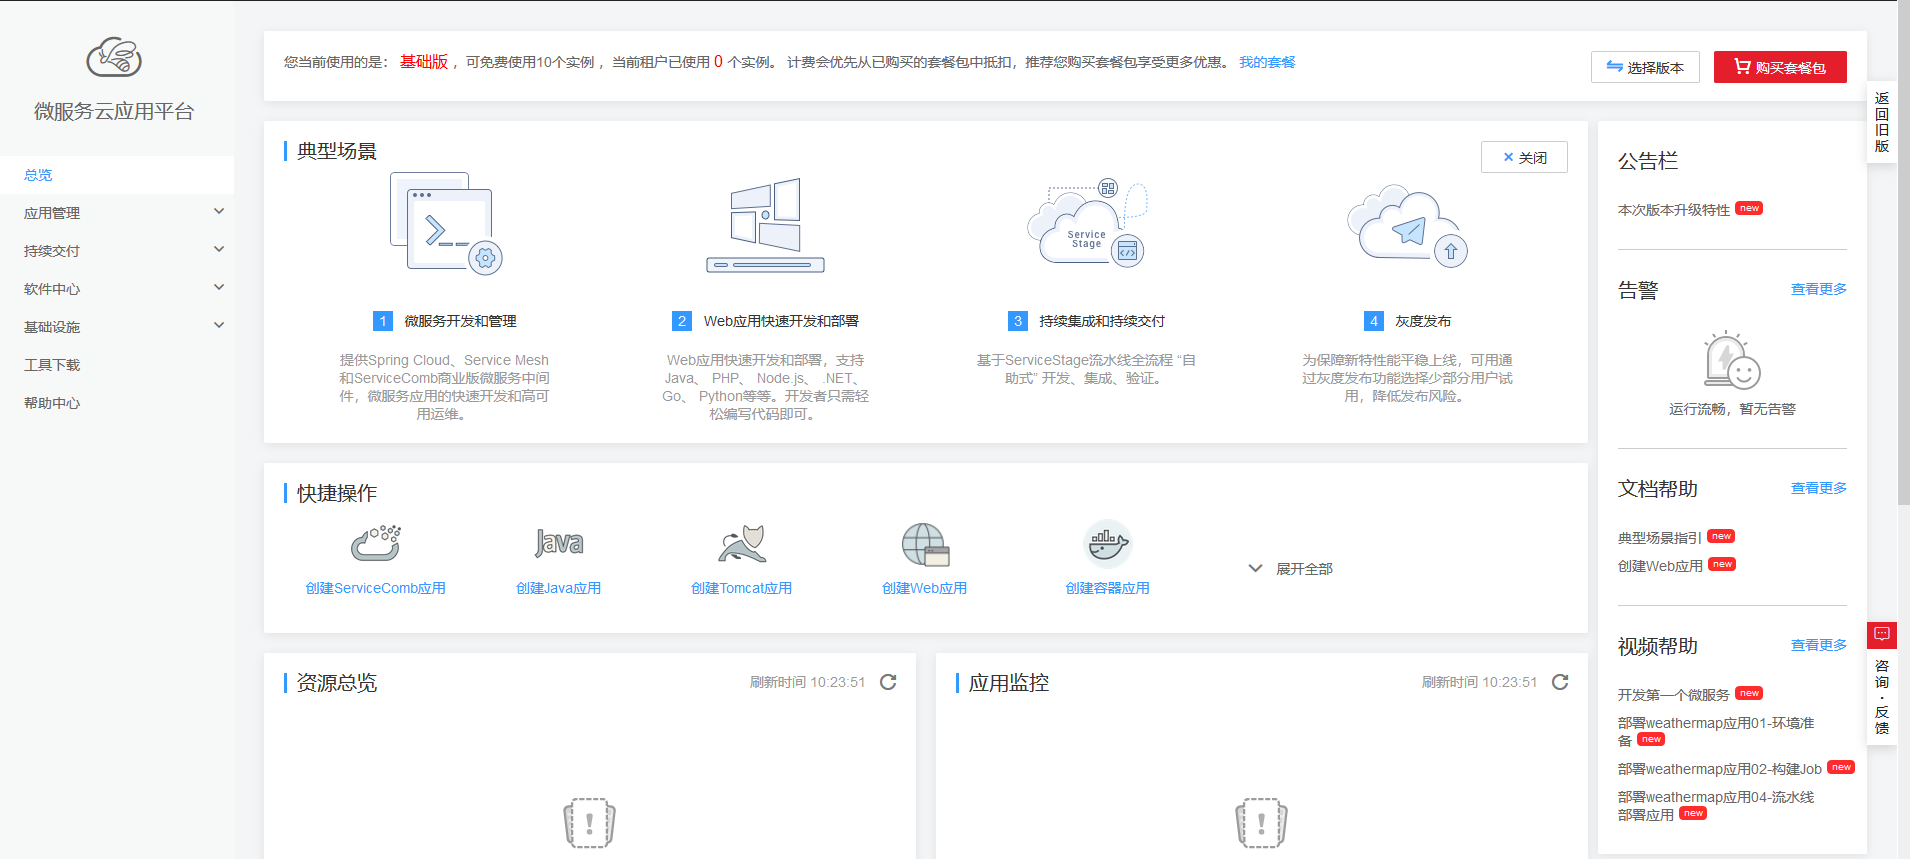 微服务云应用平台
总览
应用管理
持续交付
软件中心
基础设施
工具下载
帮助中心
您当前使用的是： 基础版 ，可免费使用10个实例 ，当前租户已使用 0 个实例。 计费会优先从已购买的套餐包中抵扣，推荐您购买套餐包享受更多优惠。 我的套餐
选择版本
购买套餐包
典型场景
关闭
Service
Stage
1 微服务开发和管理
提供Spring Cloud、Service Mesh
和ServiceComb商业版微服务中间
件，微服务应用的快速开发和高可
用运维。
2 Web应用快速开发和部署
Web应用快速开发和部署，支持
Java、 PHP、 Node.js、 .NET、
Go、 Python等等。开发者只需轻
松编写代码即可。
3 持续集成和持续交付
基于ServiceStage流水线全流程 “自
助式” 开发、集成、验证。
4 灰度发布
为保障新特性能平稳上线，可用通
过灰度发布功能选择少部分用户试
用，降低发布风险。
快捷操作
Java
创建ServiceComb应用
创建Java应用
创建Tomcat应用
创建Web应用
创建容器应用
展开全部
资源总览
刷新时间 10:23:51
应用监控
刷新时间 10:23:51
公告栏
本次版本升级特性 new
告警
查看更多
运行流畅，暂无告警
文档帮助
查看更多
典型场景指引 new
创建Web应用 new
视频帮助
查看更多
开发第一个微服务 new
部署weathermap应用01-环境准
备 new
部署weathermap应用02-构建Job new
部署weathermap应用04-流水线
部署应用 new
返回旧版
咨询·反馈